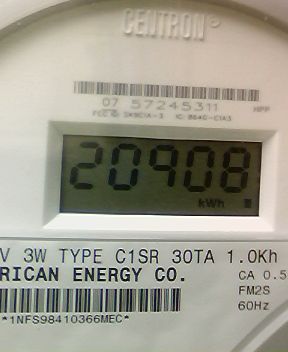 CENTRON®
07 57245311
HPP
20908
kWh
V 3W TYPE C1SR 30TA 1.0Kh
RICAN ENERGY CO.
CA 0.5
FM2S
60Hz
*1NFS98410366MEC*